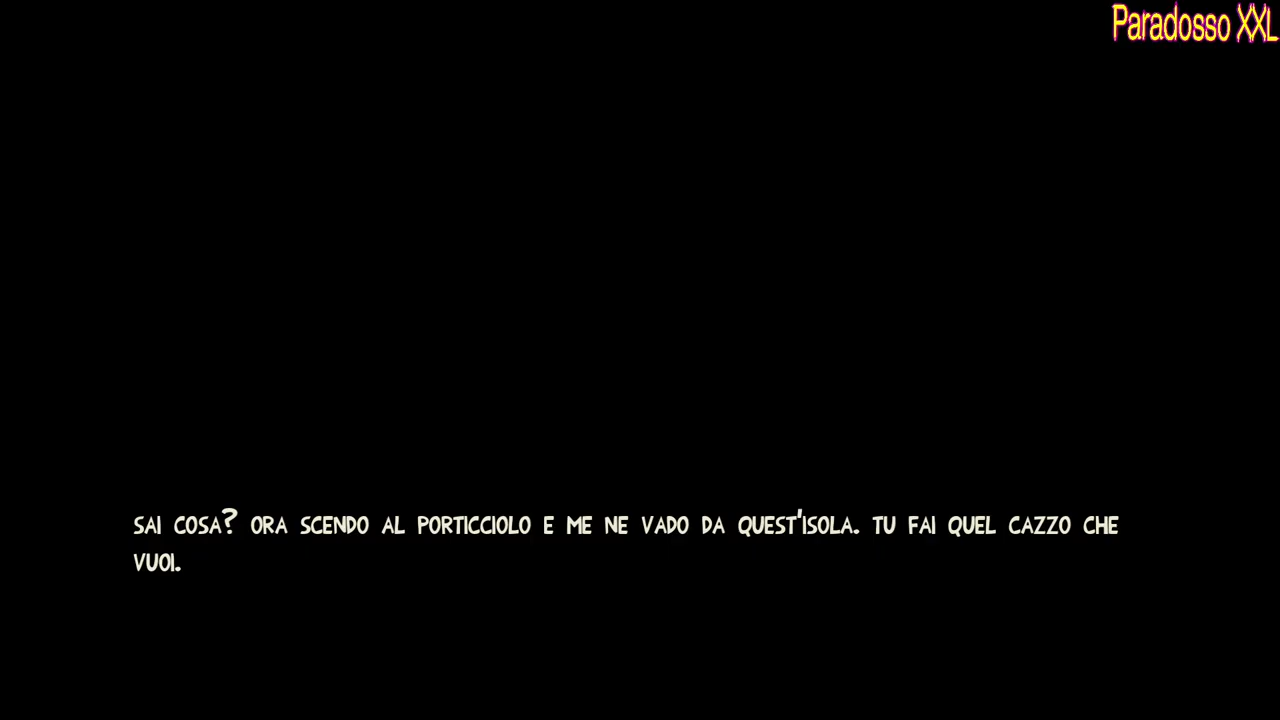 Paradosso XXL
SAI COSA? ORA SCENDO AL PORTICCIOLO E ME NE VADO DA QUEST'ISOLA. TU FAI QUEL CAZZO CHE
VUOI.